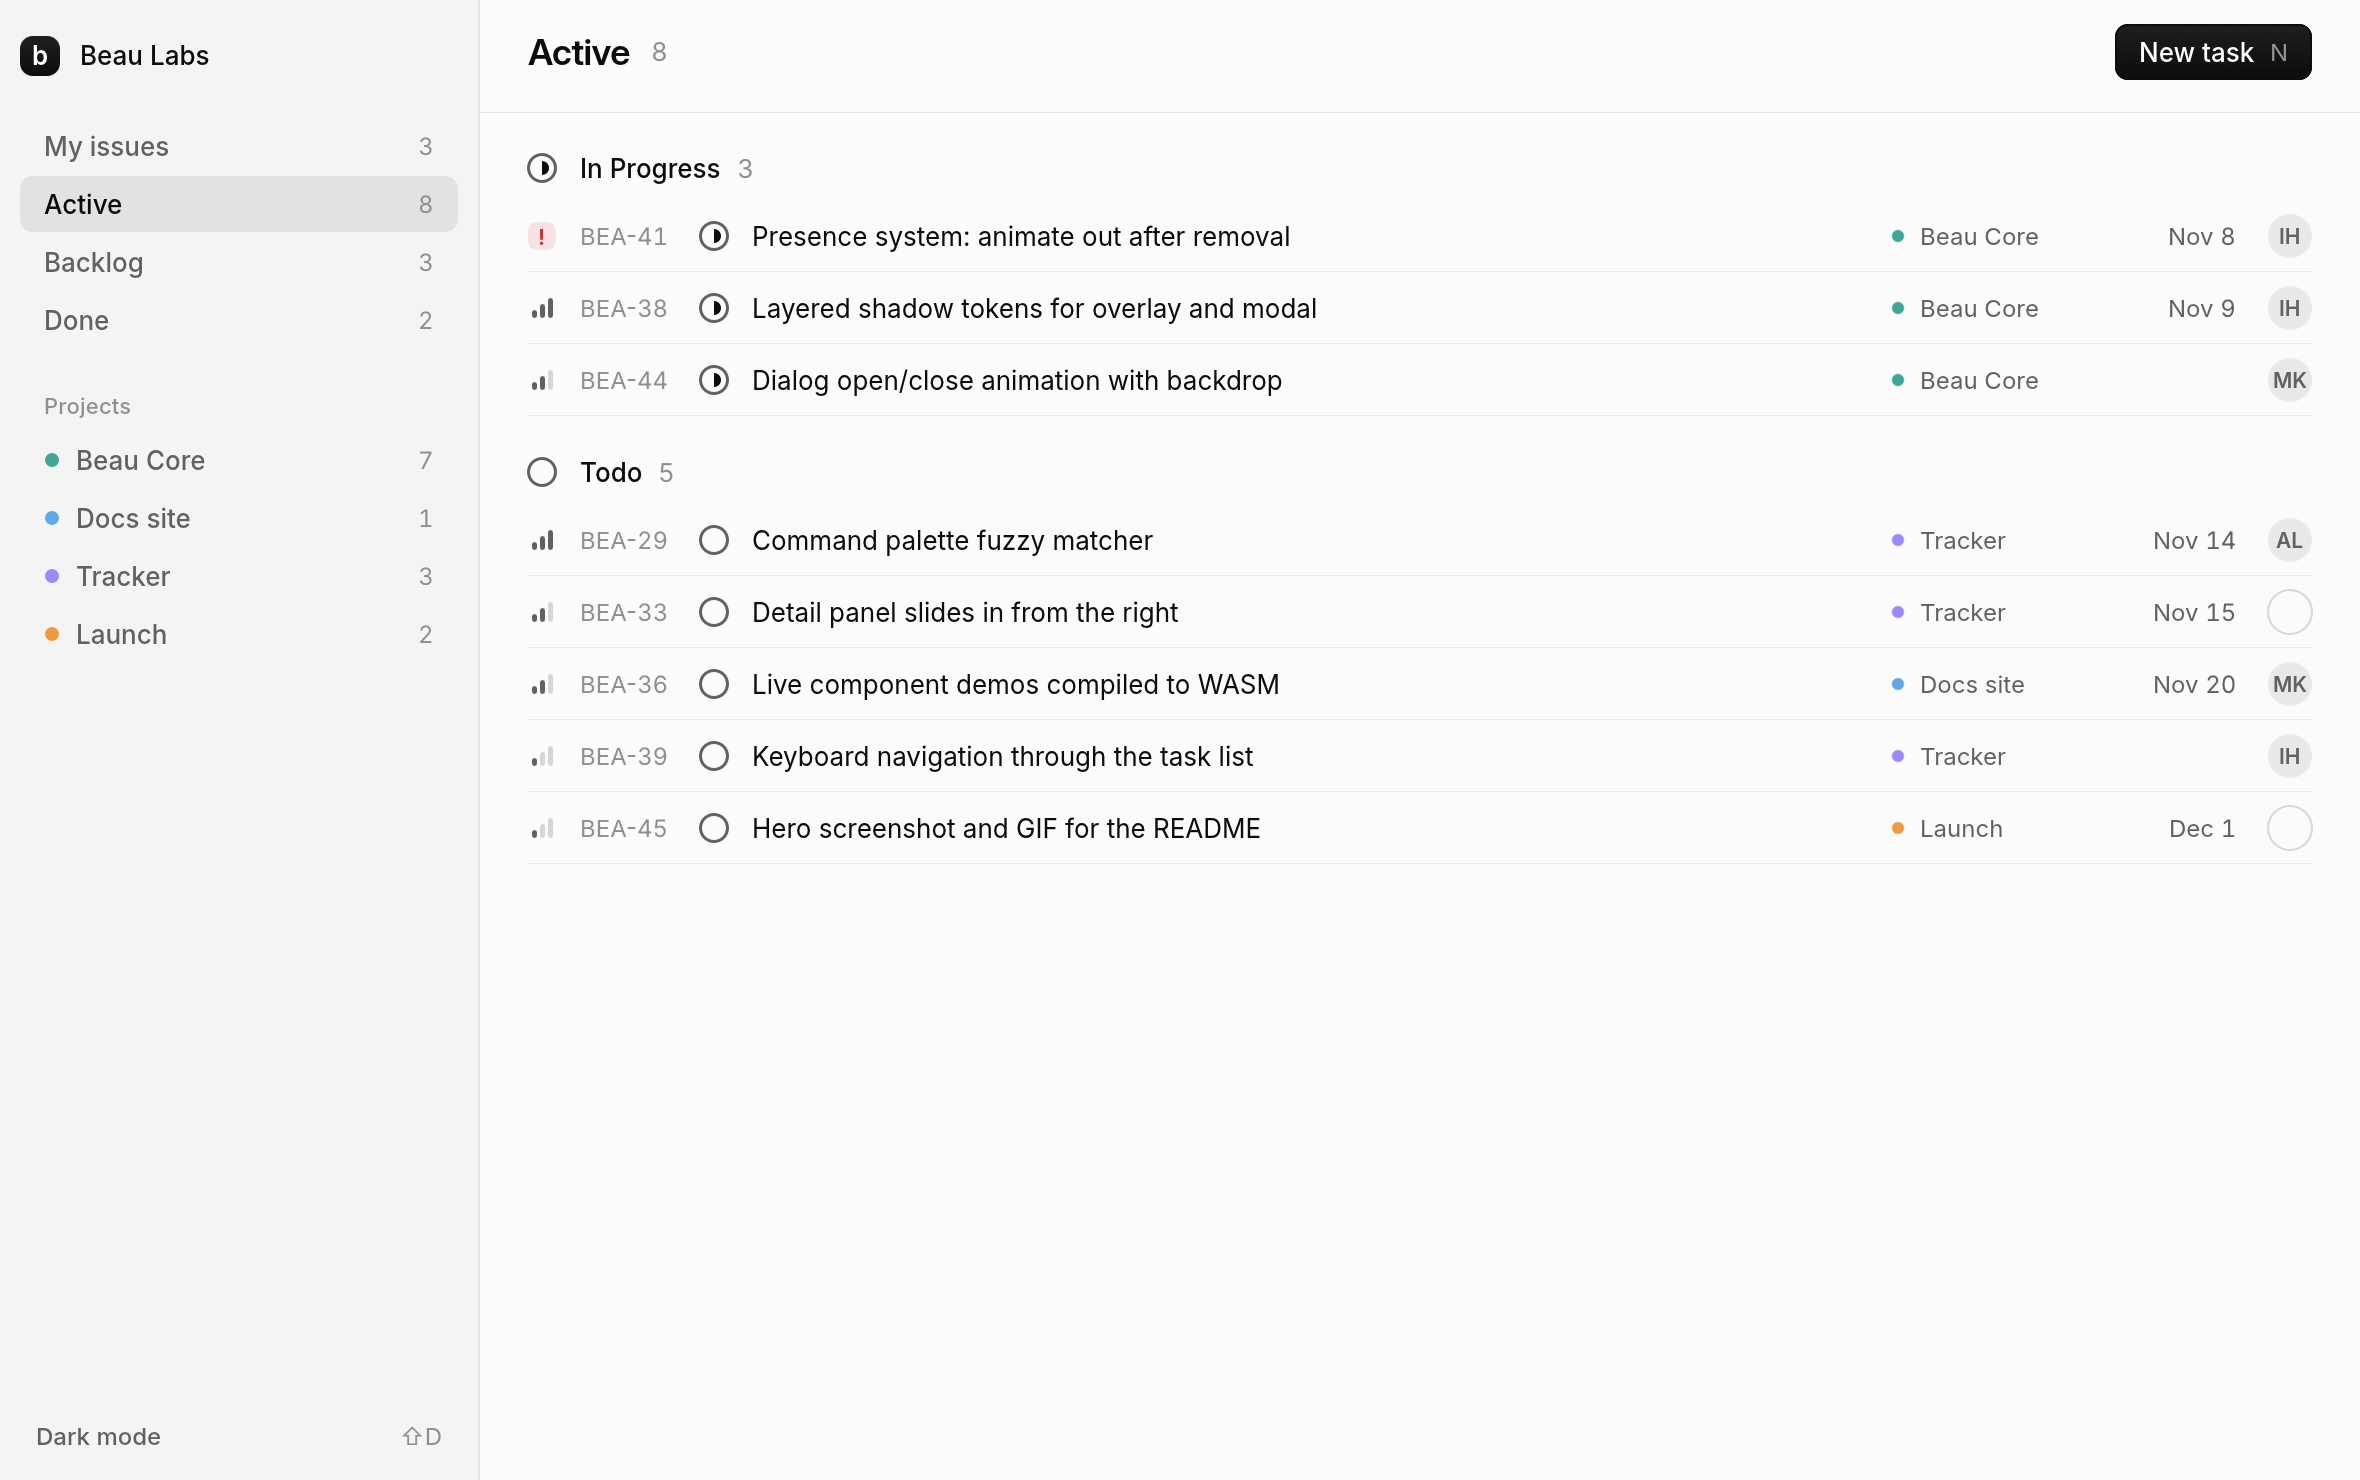 b Beau Labs
My issues 3
Active 8
Backlog 3
Done 2
Projects
Beau Core 7
Docs site 1
Tracker 3
Launch 2
Dark mode ⇧D
Active 8
New task N
In Progress 3
! BEA-41 Presence system: animate out after removal Beau Core Nov 8 IH
BEA-38 Layered shadow tokens for overlay and modal Beau Core Nov 9 IH
BEA-44 Dialog open/close animation with backdrop Beau Core MK
Todo 5
BEA-29 Command palette fuzzy matcher Tracker Nov 14 AL
BEA-33 Detail panel slides in from the right Tracker Nov 15
BEA-36 Live component demos compiled to WASM Docs site Nov 20 MK
BEA-39 Keyboard navigation through the task list Tracker IH
BEA-45 Hero screenshot and GIF for the README Launch Dec 1